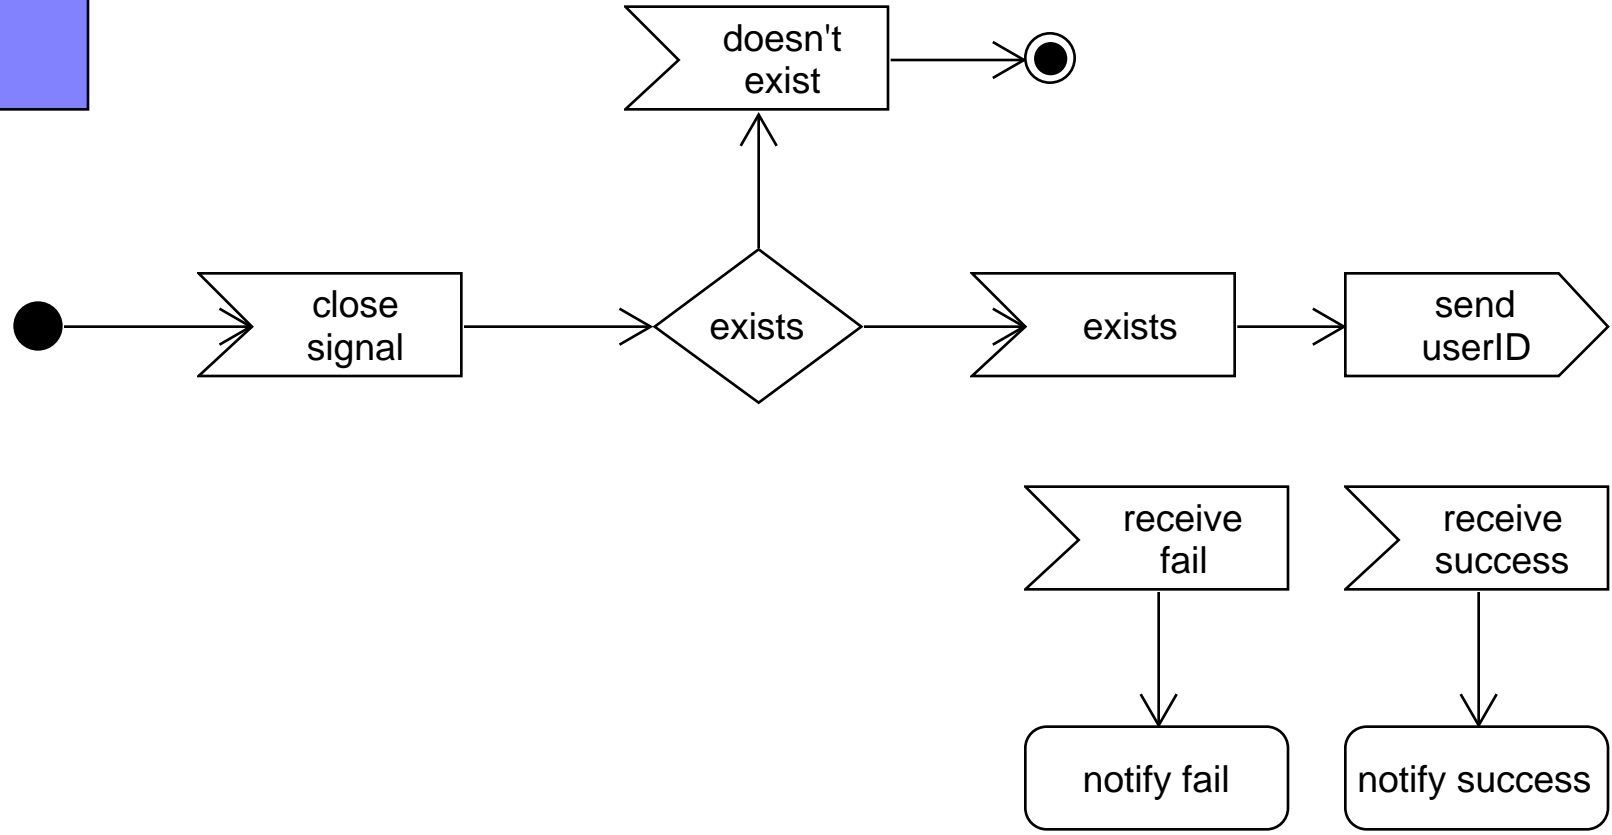 doesn't
exist
close
signal
exists
exists
send
userID
receive
fail
receive
success
notify fail
notify success